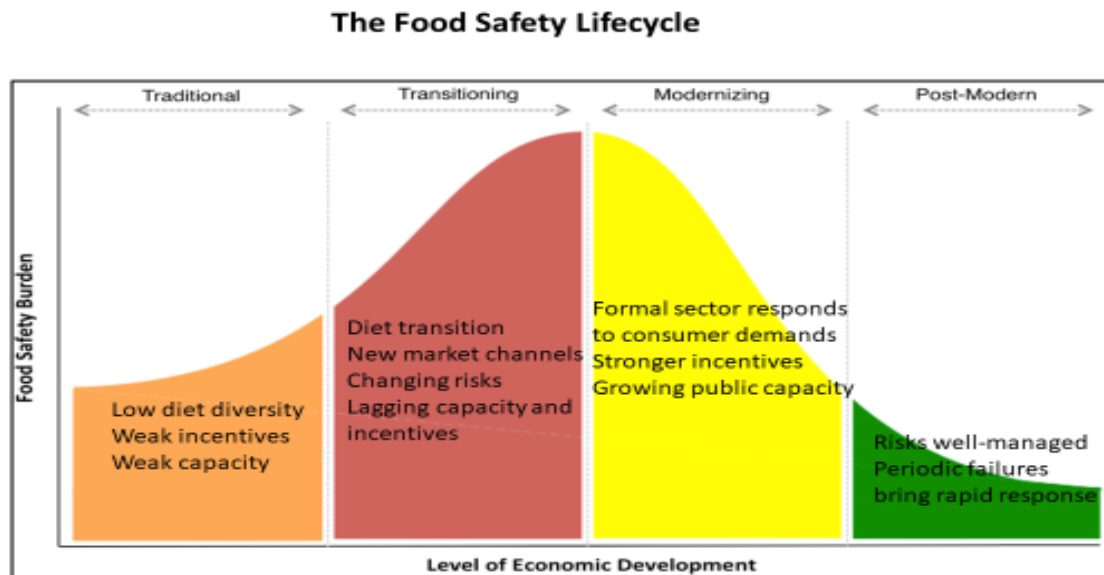 The Food Safety Lifecycle
Traditional
Transitioning
Modernizing
Post-Modern
Food Safety Burden
Low diet diversity
Weak incentives
Weak capacity
Diet transition
New market channels
Changing risks
Lagging capacity and
incentives
Formal sector responds
to consumer demands
Stronger incentives
Growing public capacity
Risks well-managed
Periodic failures
bring rapid response
Level of Economic Development